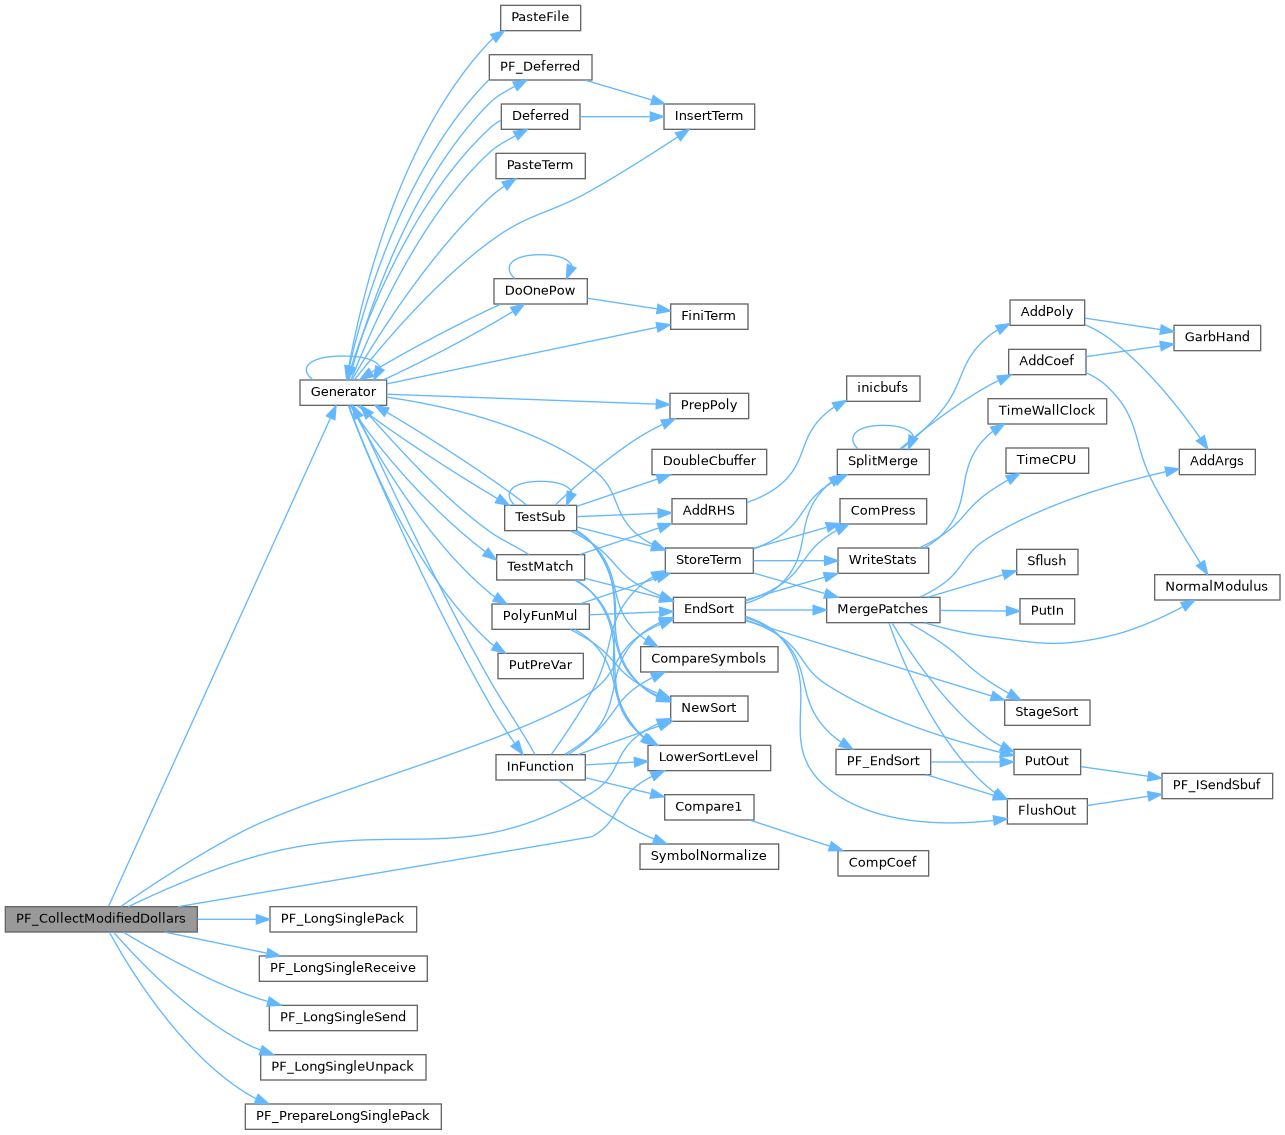 PasteFile
PF_Deferred
Deferred
InsertTerm
PasteTerm
DoOnePow
FiniTerm
AddPoly
GarbHand
AddCoef
Generator
inicbufs
PrepPoly
TimeWallClock
DoubleCbuffer
SplitMerge
TimeCPU
AddArgs
TestSub
AddRHS
ComPress
TestMatch
StoreTerm
WriteStats
Sflush
NormalModulus
PolyFunMul
EndSort
MergePatches
PutIn
PutPreVar
CompareSymbols
NewSort
StageSort
InFunction
LowerSortLevel
PF_EndSort
PutOut
PF_ISendSbuf
Compare1
FlushOut
SymbolNormalize
CompCoef
PF_CollectModifiedDollars
PF_LongSinglePack
PF_LongSingleReceive
PF_LongSingleSend
PF_LongSingleUnpack
PF_PrepareLongSinglePack